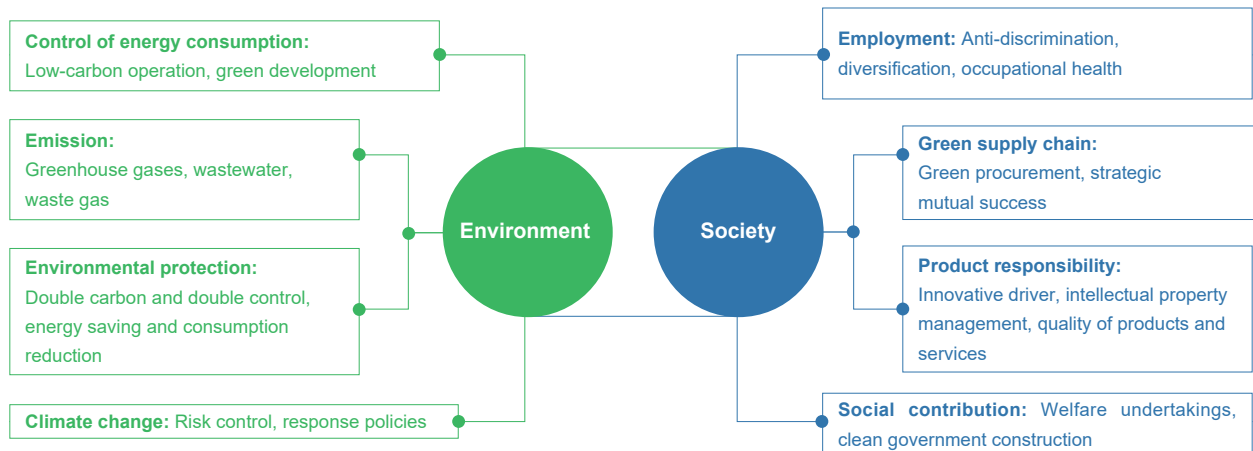 Control of energy consumption:
Low-carbon operation, green development
Emission:
Greenhouse gases, wastewater,
waste gas
Environmental protection:
Double carbon and double control,
energy saving and consumption
reduction
Climate change: Risk control, response policies
Environment
Society
Employment: Anti-discrimination,
diversification, occupational health
Green supply chain:
Green procurement, strategic
mutual success
Product responsibility:
Innovative driver, intellectual property
management, quality of products and
services
Social contribution: Welfare undertakings,
clean government construction